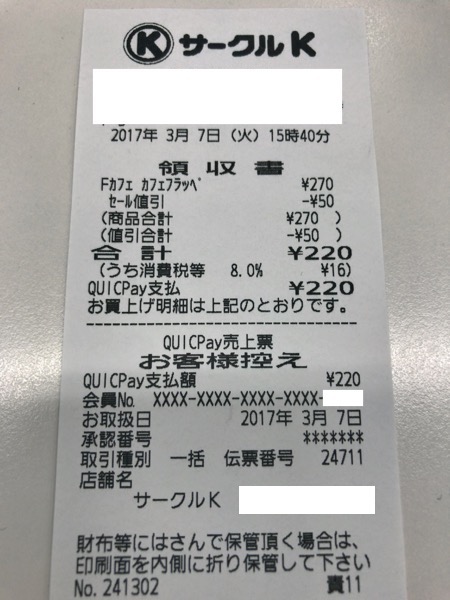 K サークルK
2017年 3月 7日（火）15時40分
領収書
Fカフェ カフェフラッペ ¥270
セール値引 -¥50
（商品合計 ¥270 ）
（値引合計 -¥50 ）
合計 ¥220
（うち消費税等 8.0% ¥16）
QUICPay支払 ¥220
お買上げ明細は上記のとおりです。
QUICPay売上票
お客様控え
QUICPay支払額 ¥220
会員No. XXXX-XXXX-XXXX-XXXX-
お取扱日 2017年 3月 7日
承認番号 *******
取引種別 一括 伝票番号 24711
店舗名
サークルK
財布等にはさんで保管頂く場合は、
印刷面を内側に折り保管して下さい
No. 241302 責11